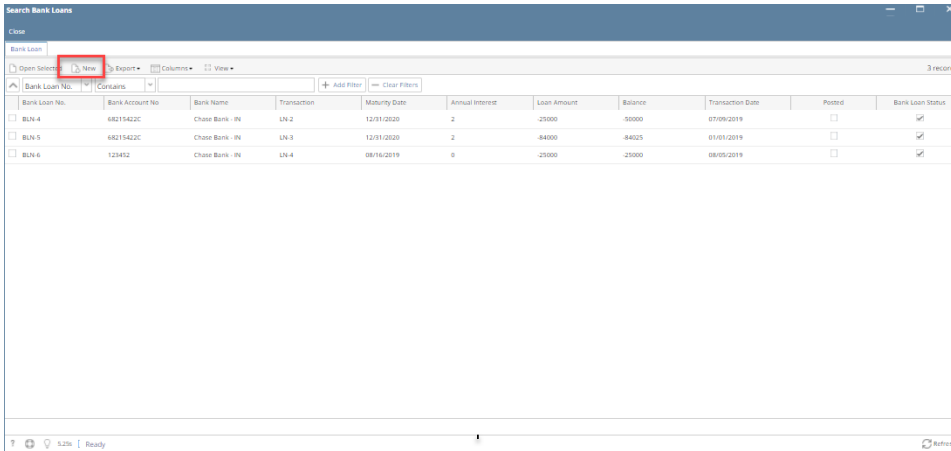 Search Bank Loans
Close
Bank Loan
Open Selected New Export Columns View 3 recor
Bank Loan No. Contains + Add Filter — Clear Filters
Bank Loan No. Bank Account No Bank Name Transaction Maturity Date Annual Interest Loan Amount Balance Transaction Date Posted Bank Loan Status
BLN-4 68215422C Chase Bank - IN LN-2 12/31/2020 2 -25000 -50000 07/09/2019
BLN-5 68215422C Chase Bank - IN LN-3 12/31/2020 2 -84000 -84025 01/01/2019
BLN-6 123452 Chase Bank - IN LN-4 08/16/2019 8 -25000 -25000 08/05/2019
? 5.25s Ready Refre